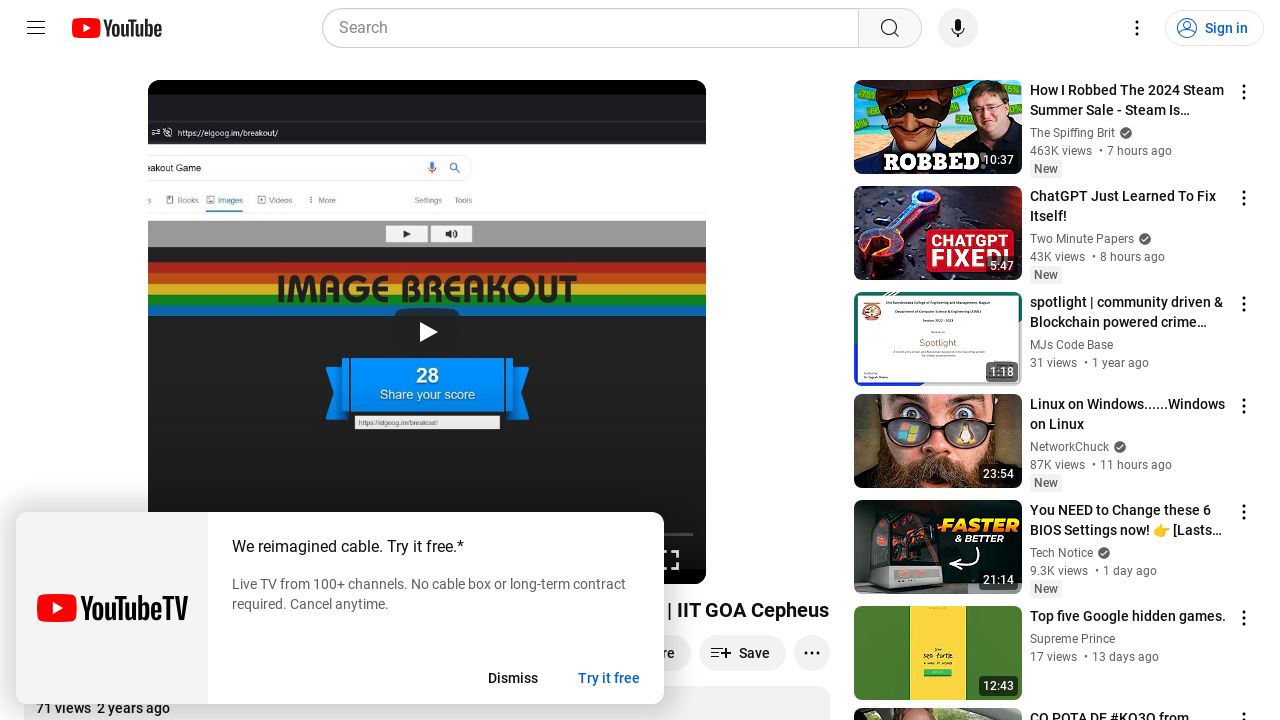 YouTube
Search
Sign in
https://elgoog.im/breakout/
eakout Game
Books
Images
Videos
More
Settings
Tools
IMAGE BREAKOUT
28
Share your score
https://elgoog.im/breakout/
We reimagined cable. Try it free.*
Live TV from 100+ channels. No cable box or long-term contract
required. Cancel anytime.
YouTubeTV
Dismiss
Try it free
| IIT GOA Cepheus
re
Save
71 views 2 years ago
ROBBED!
10:37
How I Robbed The 2024 Steam
Summer Sale - Steam Is…
The Spiffing Brit
463K views • 7 hours ago
New
CHATGPT
FIXED!
5:47
ChatGPT Just Learned To Fix
Itself!
Two Minute Papers
43K views • 8 hours ago
New
Department of Computer Science & Engineering (AIML)
Session 2022 - 2023
Spotlight
1:18
spotlight | community driven &
Blockchain powered crime…
MJs Code Base
31 views • 1 year ago
23:54
Linux on Windows......Windows
on Linux
NetworkChuck
87K views • 11 hours ago
New
FASTER
& BETTER
21:14
You NEED to Change these 6
BIOS Settings now! 👉 [Lasts…
Tech Notice
9.3K views • 1 day ago
New
12:43
Top five Google hidden games.
Supreme Prince
17 views • 13 days ago
CO POTA DE #KO3O from